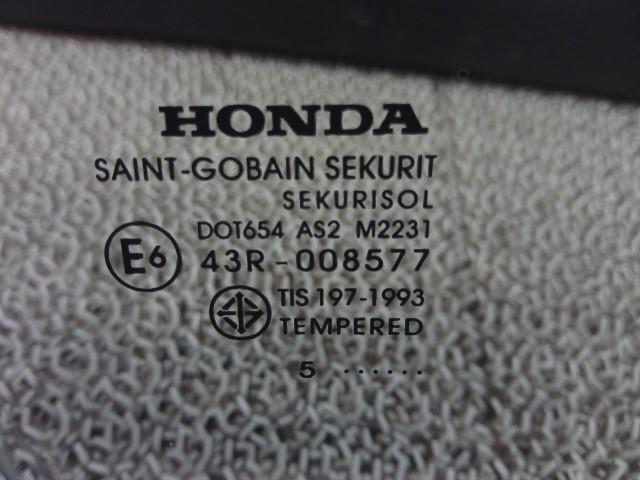 HONDA
SAINT-GOBAIN SEKURIT
SEKURISOL
DOT654 AS2 M2231
E6 43R-008577
TIS 197-1993
TEMPERED
5 ......